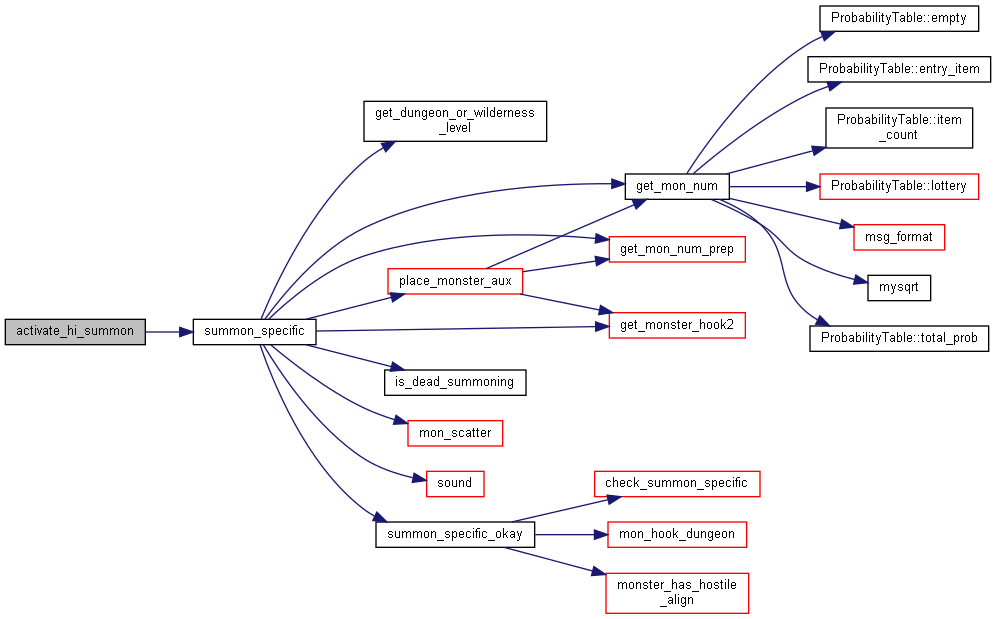 activate_hi_summon
summon_specific
get_dungeon_or_wilderness
_level
place_monster_aux
is_dead_summoning
mon_scatter
sound
summon_specific_okay
get_mon_num
get_mon_num_prep
get_monster_hook2
check_summon_specific
mon_hook_dungeon
monster_has_hostile
_align
ProbabilityTable::empty
ProbabilityTable::entry_item
ProbabilityTable::item
_count
ProbabilityTable::lottery
msg_format
mysqrt
ProbabilityTable::total_prob